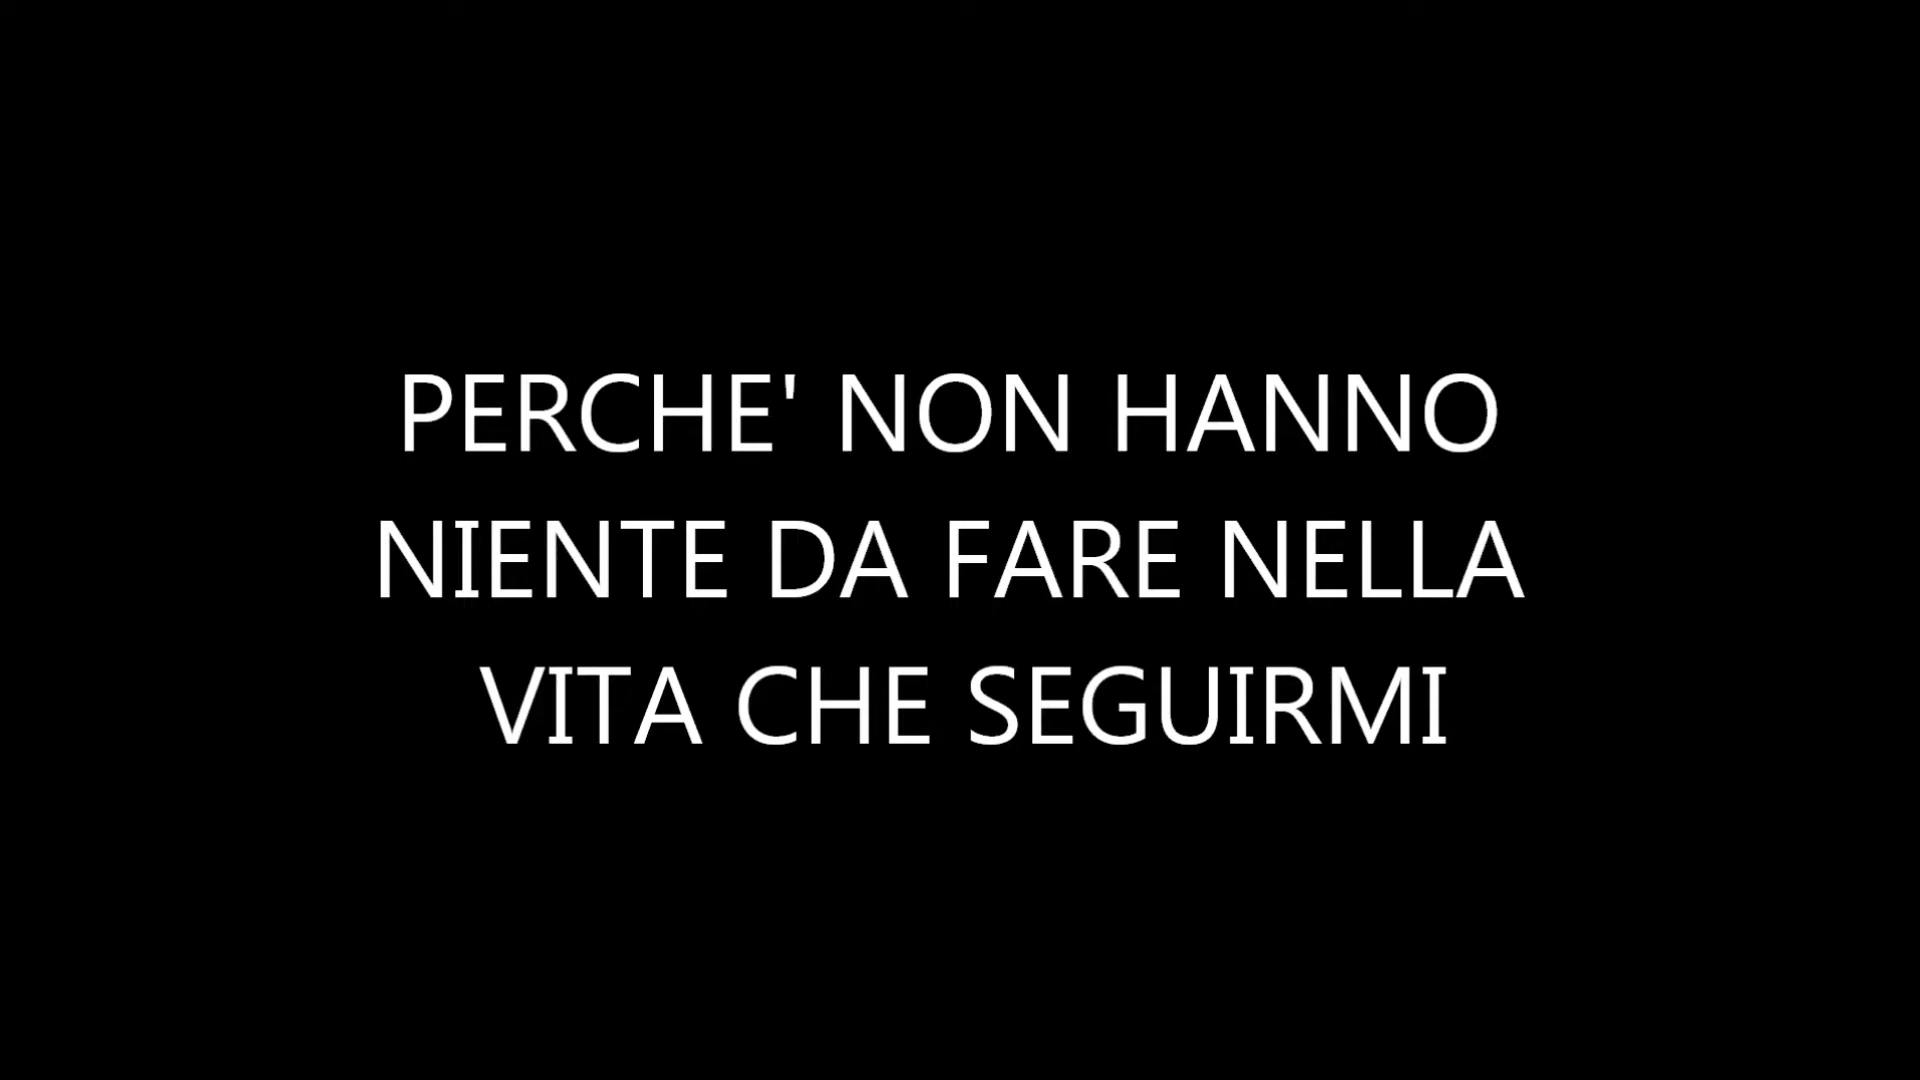 PERCHE' NON HANNO
NIENTE DA FARE NELLA
VITA CHE SEGUIRMI